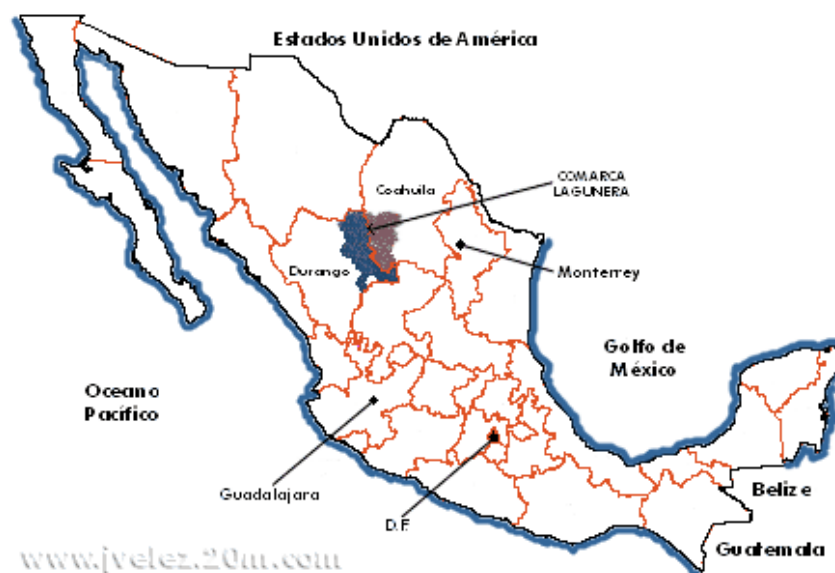 Estados Unidos de América
COMARCA
LAGUNERA
Coahuila
Durango
Monterrey
Golfo de
México
Oceano
Pacífico
Guadalajara
D.F.
Belize
Guatemala
www.jvelez.20m.com